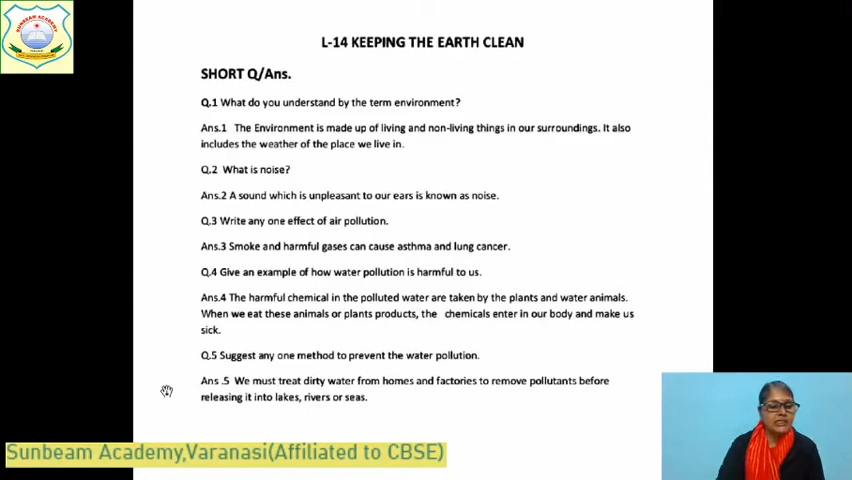 SUNBEAM ACADEMY
L-14 KEEPING THE EARTH CLEAN
SHORT Q/Ans.
Q.1 What do you understand by the term environment?
Ans.1 The Environment is made up of living and non-living things in our surroundings. It also
includes the weather of the place we live in.
Q.2 What is noise?
Ans.2 A sound which is unpleasant to our ears is known as noise.
Q.3 Write any one effect of air pollution.
Ans.3 Smoke and harmful gases can cause asthma and lung cancer.
Q.4 Give an example of how water pollution is harmful to us.
Ans.4 The harmful chemical in the polluted water are taken by the plants and water animals.
When we eat these animals or plants products, the chemicals enter in our body and make us
sick.
Q.5 Suggest any one method to prevent the water pollution.
Ans .5 We must treat dirty water from homes and factories to remove pollutants before
releasing it into lakes, rivers or seas.
Sunbeam Academy,Varanasi(Affiliated to CBSE)